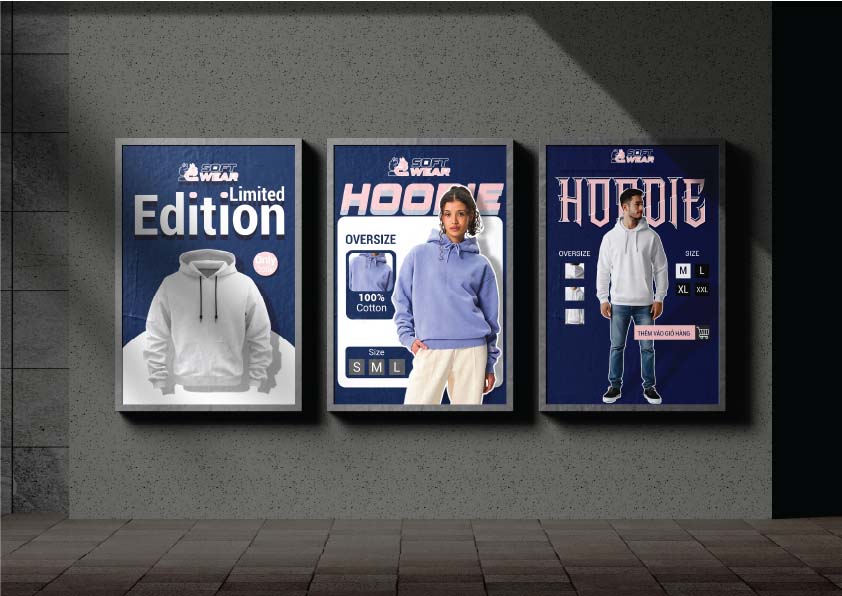 SOFT
WEAR
Limited
Edition
Only
SOFT
WEAR
HOODIE
OVERSIZE
100%
Cotton
Size
S M L
SOFT
WEAR
HOODIE
OVERSIZE
SIZE
M L
XL XXL
THÊM VÀO GIỎ HÀNG